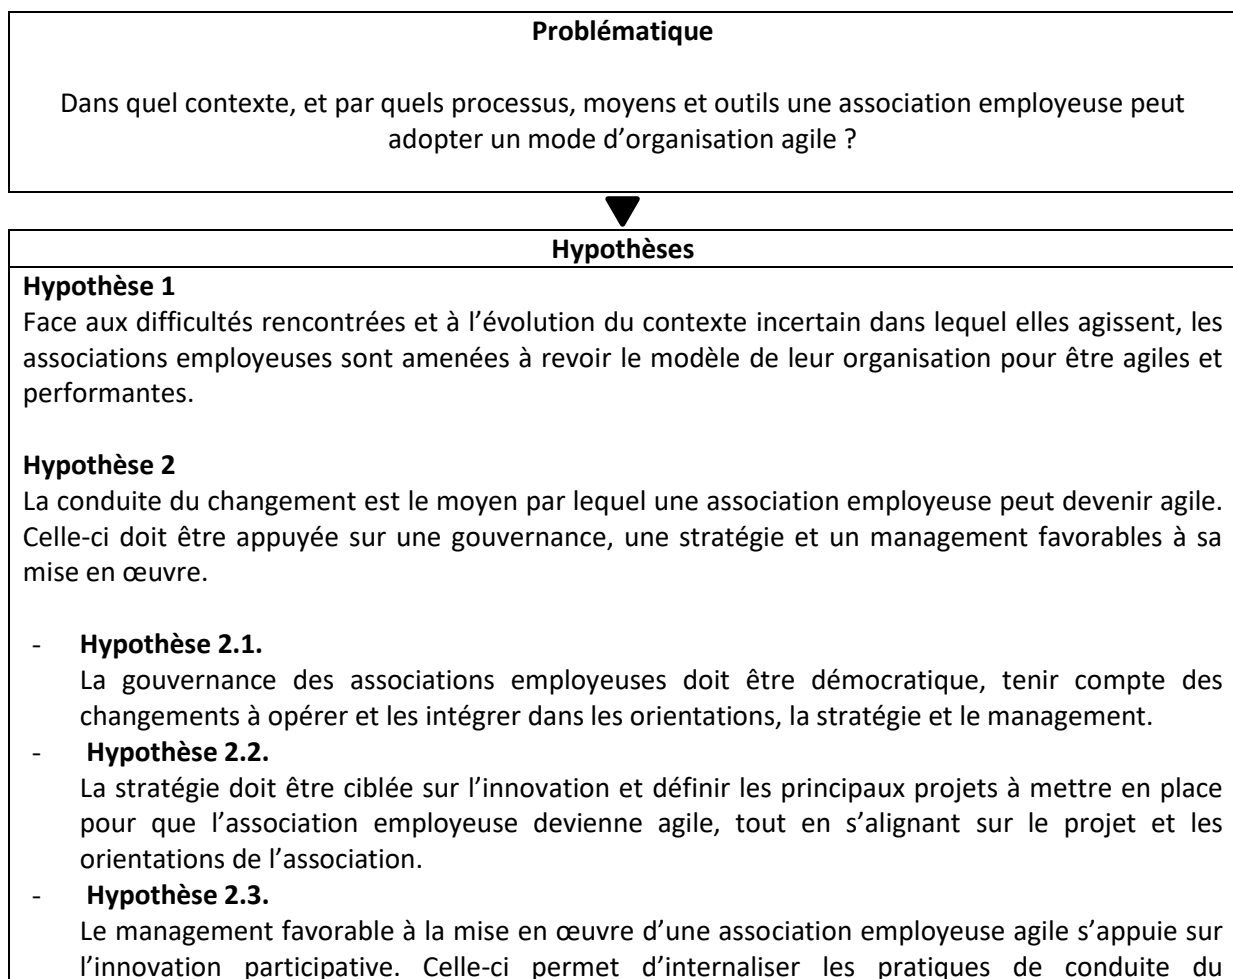 Problématique
Dans quel contexte, et par quels processus, moyens et outils une association employeuse peut
adopter un mode d’organisation agile ?
Hypothèses
Hypothèse 1
Face aux difficultés rencontrées et à l’évolution du contexte incertain dans lequel elles agissent, les
associations employeuses sont amenées à revoir le modèle de leur organisation pour être agiles et
performantes.
Hypothèse 2
La conduite du changement est le moyen par lequel une association employeuse peut devenir agile.
Celle-ci doit être appuyée sur une gouvernance, une stratégie et un management favorables à sa
mise en œuvre.
- Hypothèse 2.1.
La gouvernance des associations employeuses doit être démocratique, tenir compte des
changements à opérer et les intégrer dans les orientations, la stratégie et le management.
- Hypothèse 2.2.
La stratégie doit être ciblée sur l’innovation et définir les principaux projets à mettre en place
pour que l’association employeuse devienne agile, tout en s’alignant sur le projet et les
orientations de l’association.
- Hypothèse 2.3.
Le management favorable à la mise en œuvre d’une association employeuse agile s’appuie sur
l’innovation participative. Celle-ci permet d’internaliser les pratiques de conduite du